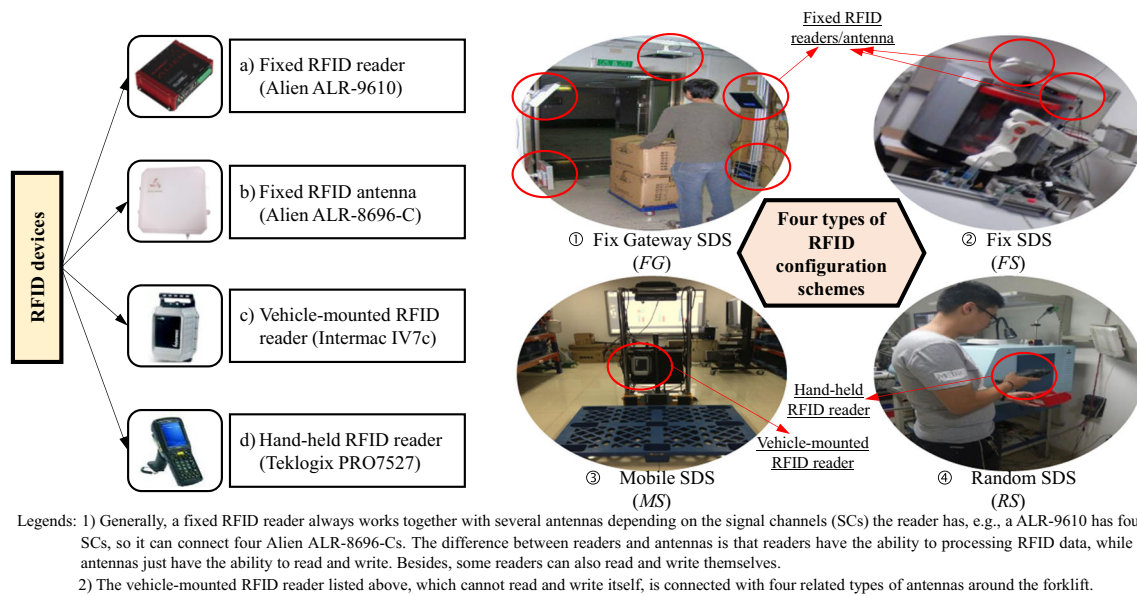 RFID devices
a) Fixed RFID reader
(Alien ALR-9610)
b) Fixed RFID antenna
(Alien ALR-8696-C)
c) Vehicle-mounted RFID
reader (Intermac IV7c)
d) Hand-held RFID reader
(Teklogix PRO7527)
Fixed RFID
readers/antenna
① Fix Gateway SDS
(FG)
② Fix SDS
(FS)
Four types of
RFID
configuration
schemes
Hand-held
RFID reader
Vehicle-mounted
RFID reader
③ Mobile SDS
(MS)
④ Random SDS
(RS)
Legends: 1) Generally, a fixed RFID reader always works together with several antennas depending on the signal channels (SCs) the reader has, e.g., a ALR-9610 has fou
SCs, so it can connect four Alien ALR-8696-Cs. The difference between readers and antennas is that readers have the ability to processing RFID data, while
antennas just have the ability to read and write. Besides, some readers can also read and write themselves.
2) The vehicle-mounted RFID reader listed above, which cannot read and write itself, is connected with four related types of antennas around the forklift.